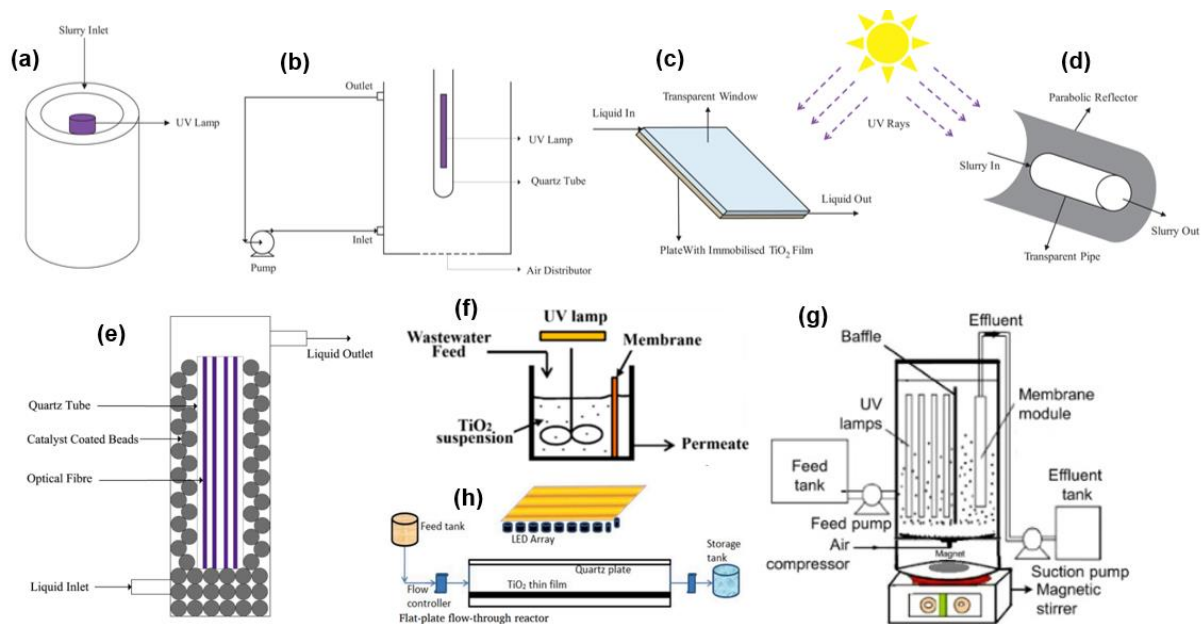 (a)
Slurry Inlet
UV Lamp
(b)
Outlet
UV Lamp
Quartz Tube
Inlet
Pump
Air Distributor
(c)
Transparent Window
Liquid In
Liquid Out
PlateWith Immobilised TiO₂ Film
UV Rays
(d)
Parabolic Reflector
Slurry In
Slurry Out
Transparent Pipe
(e)
Liquid Outlet
Quartz Tube
Catalyst Coated Beads
Optical Fibre
Liquid Inlet
(f)
UV lamp
Wastewater
Feed
Membrane
TiO₂
suspension
Permeate
(g)
Effluent
Baffle
UV
lamps
Membrane
module
Feed
tank
Effluent
tank
Feed pump
Air
compressor
Magnet
Suction pump
Magnetic
stirrer
(h)
Feed tank
LED Array
Storage
tank
Quartz plate
TiO₂ thin film
Flow
controller
Flat-plate flow-through reactor